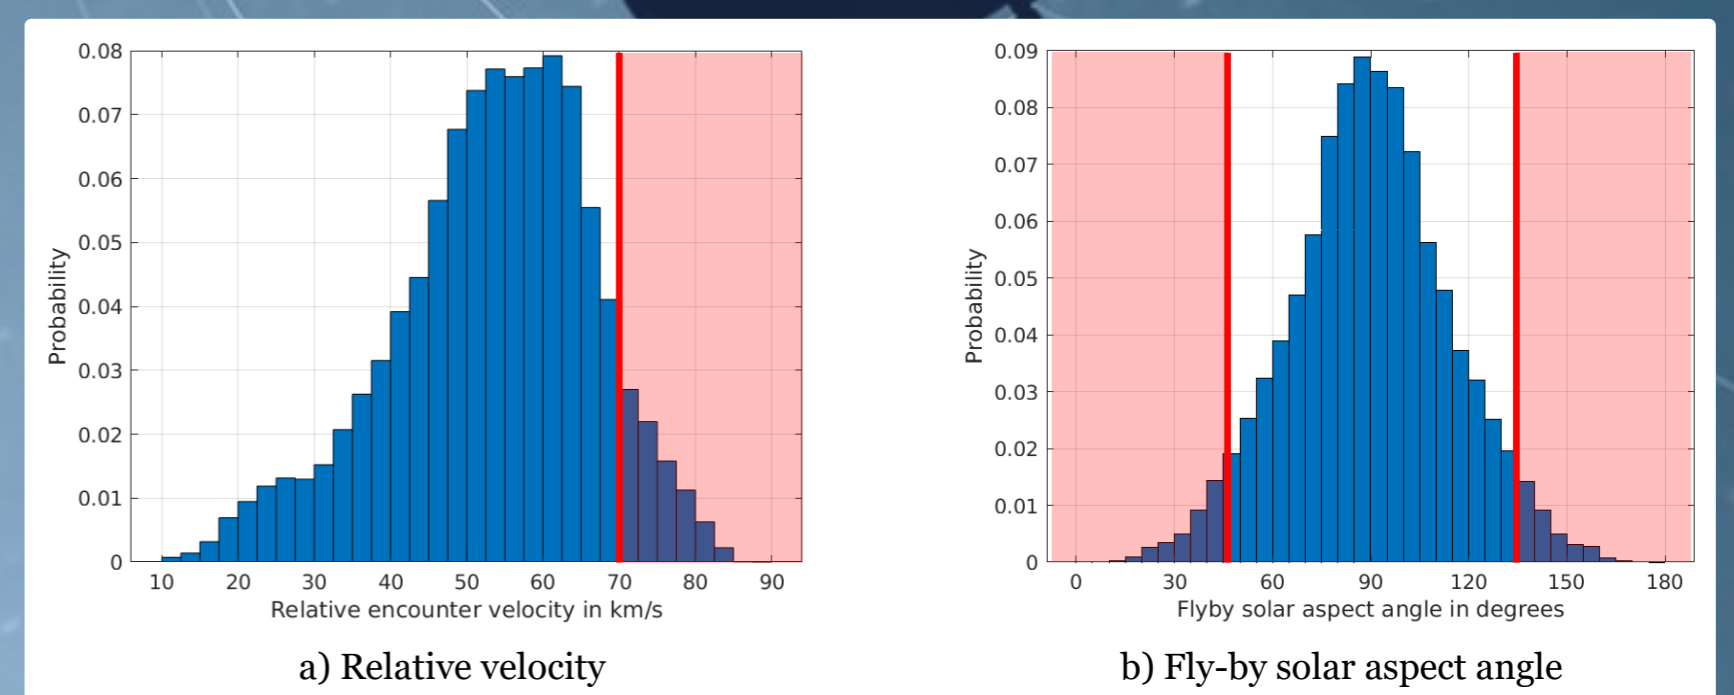 0.08
0.07
0.06
0.05
0.04
0.03
0.02
0.01
0
Probability
10 20 30 40 50 60 70 80 90
Relative encounter velocity in km/s
a) Relative velocity
0.09
0.08
0.07
0.06
0.05
0.04
0.03
0.02
0.01
0
Probability
0 30 60 90 120 150 180
Flyby solar aspect angle in degrees
b) Fly-by solar aspect angle